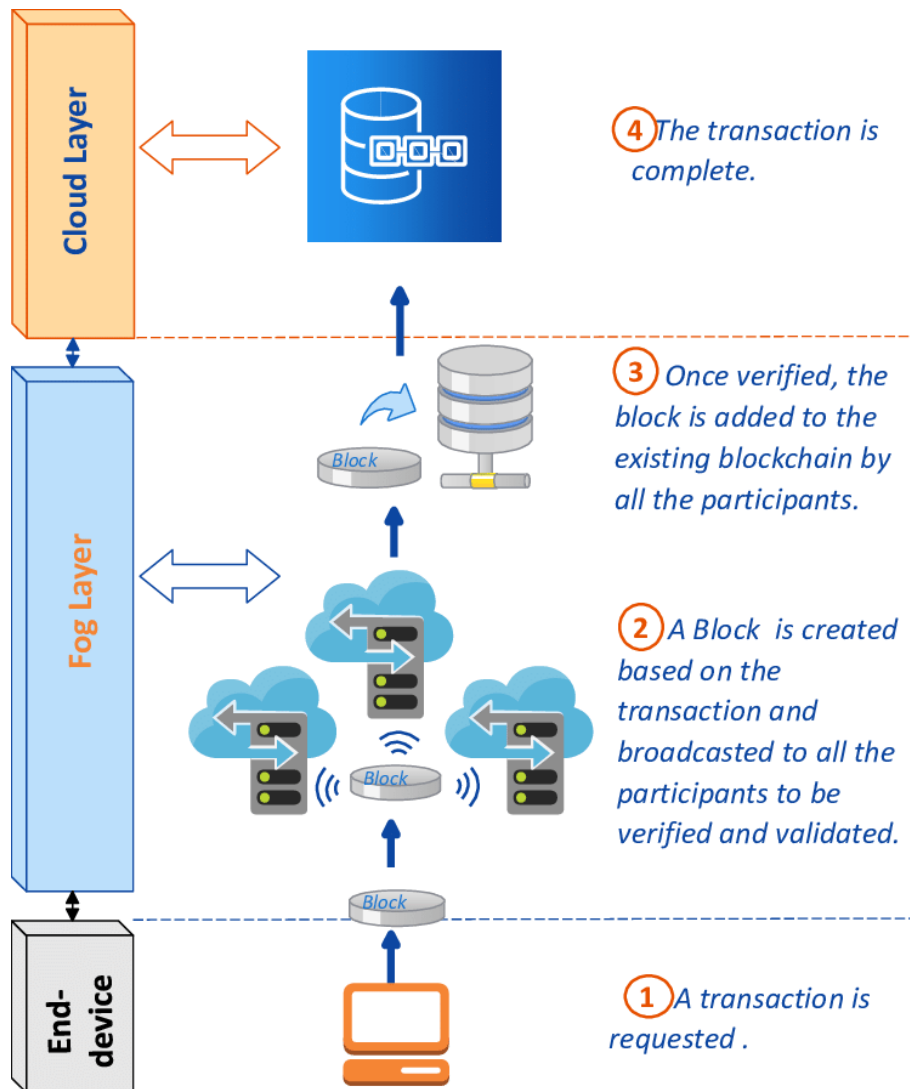 Cloud Layer
4 The transaction is
complete.
3 Once verified, the
block is added to the
existing blockchain by
all the participants.
Block
Fog Layer
2 A Block is created
based on the
transaction and
broadcasted to all the
participants to be
verified and validated.
Block
Block
End-
device
1 A transaction is
requested .